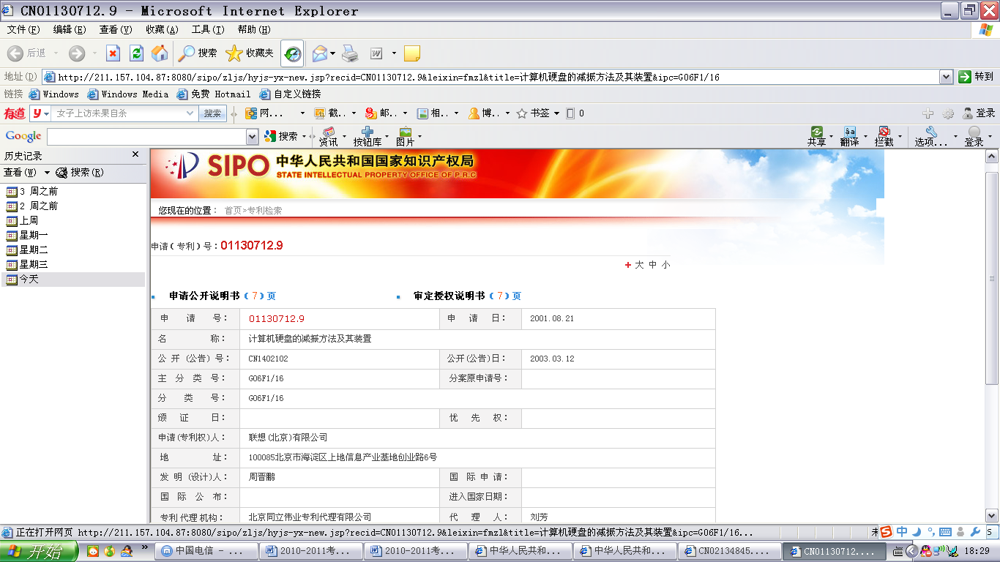 CN01130712.9 - Microsoft Internet Explorer
文件(F) 编辑(E) 查看(V) 收藏(A) 工具(T) 帮助(H)
后退 搜索 收藏夹
地址(D) http://211.157.104.87:8080/sipo/zljs/hyjs-yx-new.jsp?recid=CN01130712.9&leixin=fmzl&title=计算机硬盘的减振方法及其装置&ipc=G06F1/16 转到
链接 Windows Windows Media 免费 Hotmail 自定义链接
有道 y 女子上访未果自杀 搜索 网... 截.. 邮.. 相.. 博.. 书签 0 登录
Google 搜索 资讯 按钮库 图片 共享 翻译 拦截 选项... 登录
历史记录
查看(W) 搜索(R)
3 周之前
2 周之前
上周
星期一
星期二
星期三
今天
SIPO 中华人民共和国国家知识产权局
STATE INTELLECTUAL PROPERTY OFFICE OF P.R.C
您现在的位置： 首页>专利检索
申请(专利)号：01130712.9
大 中 小
申请公开说明书 (7)页 审定授权说明书 (7)页
申 请 号： 01130712.9 申 请 日： 2001.08.21
名 称： 计算机硬盘的减振方法及其装置
公 开 (公告) 号： CN1402102 公开(公告)日： 2003.03.12
主 分 类 号： G06F1/16 分案原申请号：
分 类 号： G06F1/16
颁 证 日： 优 先 权：
申请(专利权)人： 联想(北京)有限公司
地 址： 100085北京市海淀区上地信息产业基地创业路6号
发 明 (设计)人： 周晋鹏 国 际 申 请：
国 际 公 布： 进入国家日期：
专利代理机构： 北京同立伟业专利代理有限公司 代 理 人： 刘芳
正在打开网页 http://211.157.104.87:8080/sipo/zljs/hyjs-yx-new.jsp?recid=CN01130712.9&leixin=fmzl&title=计算机硬盘的减振方法及其装置&ipc=G06F1/16... 中
开始 中国电信 - ... 2010-2011考... 2010-2011考... 中华人民共和... 中华人民共和... CN02134845.... CN01130712.... 18:29